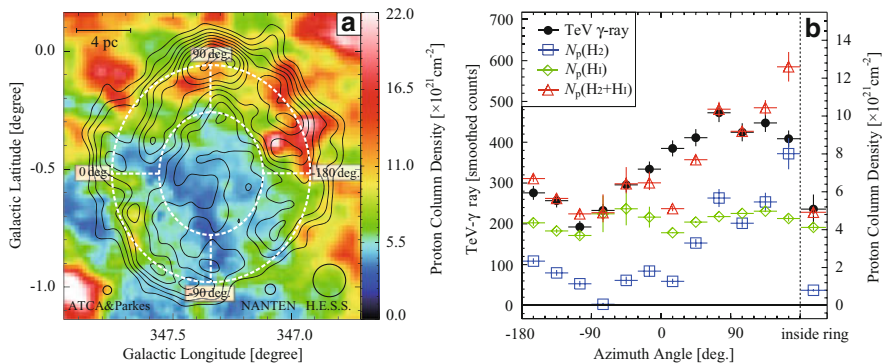 a
4 pc
90 deg.
0 deg.
-180 deg.
-90 deg.
ATCA&Parkes
NANTEN
H.E.S.S.
0.0
-0.5
-1.0
Galactic Latitude [degree]
347.5
347.0
Galactic Longitude [degree]
22.0
16.5
11.0
5.5
0.0
Proton Column Density [×10²¹ cm⁻²]
b
TeV γ-ray
Np(H2)
Np(HI)
Np(H2+HI)
700
600
500
400
300
200
100
0
TeV-γ ray [smoothed counts]
-180
-90
0
90
inside ring
Azimuth Angle [deg.]
14
12
10
8
6
4
2
0
Proton Column Density [×10²¹ cm⁻²]